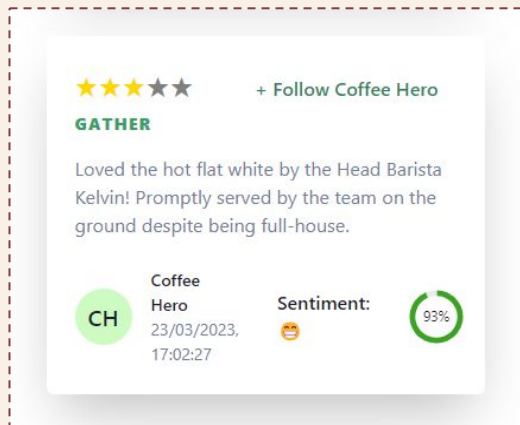 + Follow Coffee Hero
GATHER
Loved the hot flat white by the Head Barista
Kelvin! Promptly served by the team on the
ground despite being full-house.
CH
Coffee
Hero
23/03/2023,
17:02:27
Sentiment:
93%